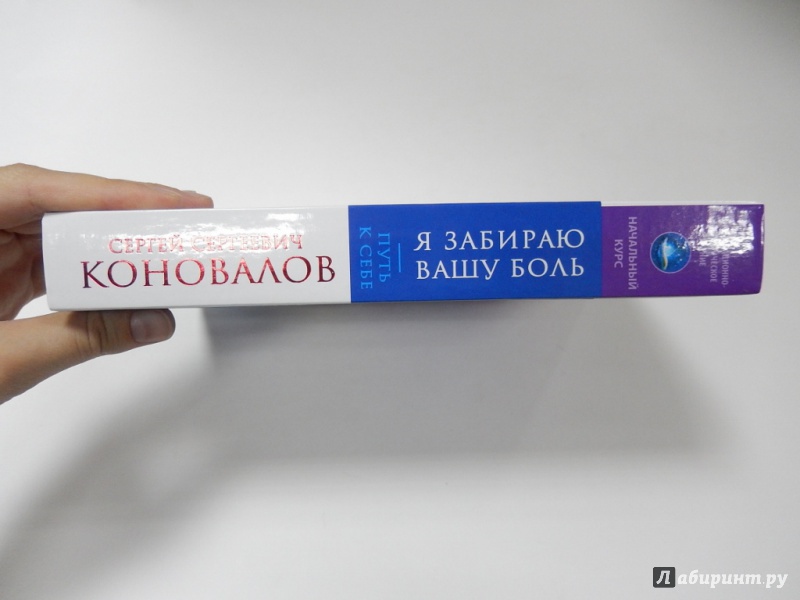 СЕРГЕЙ СЕРГЕЕВИЧ
КОНОВАЛОВ
ПУТЬ
К СЕБЕ
Я ЗАБИРАЮ
ВАШУ БОЛЬ
НАЧАЛЬНЫЙ
КУРС
Лабиринт.ру